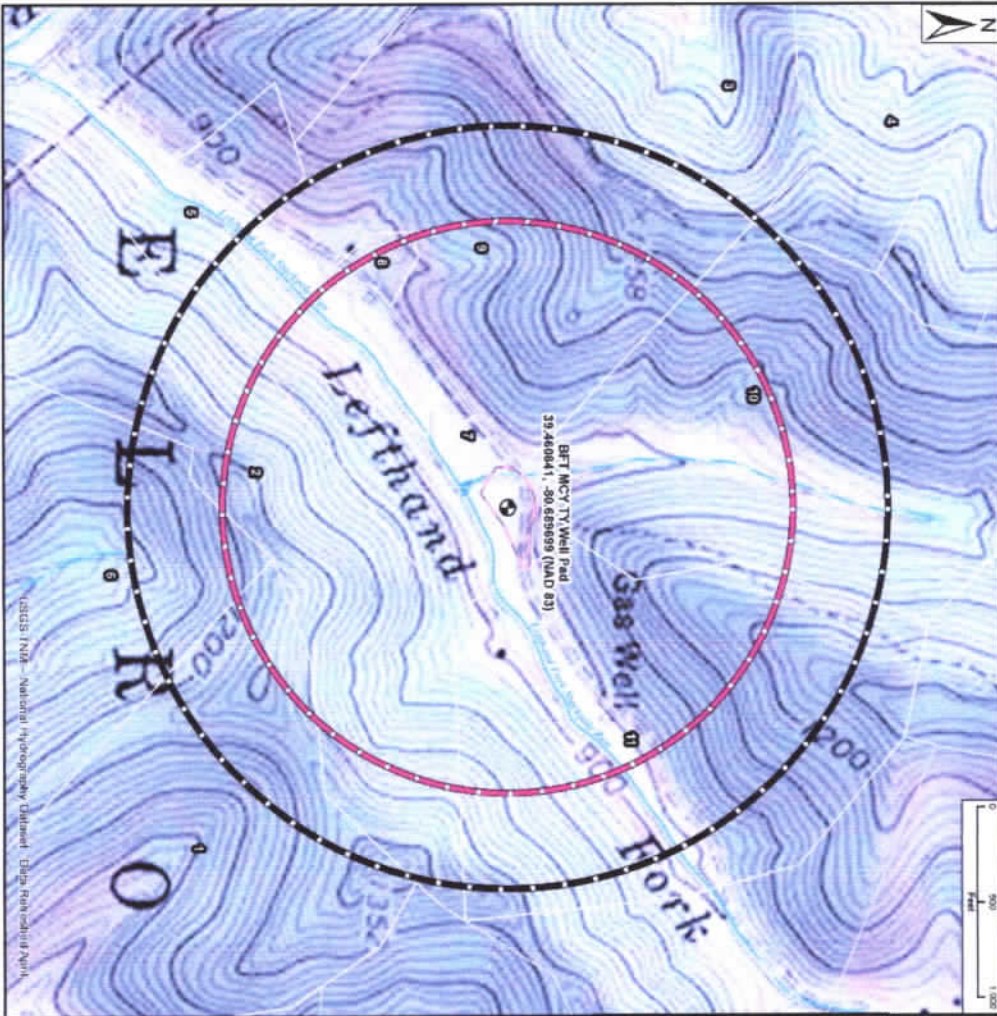 N
0 500 1,000
Feet
4
3
BFT MCY TY Well Pad
39.460841, -80.689699 (NAD 83)
10
Gas Well
11
1200
900
9
8
7
Lefthand
Fork
900
5
2
6
1200
1
E L R O
USGS TNM - National Hydrography Dataset. Data Refreshed April